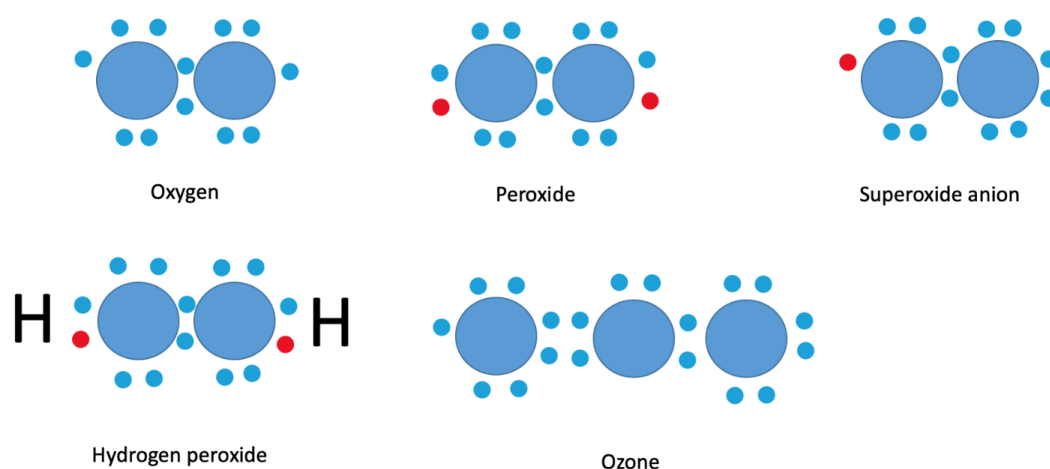 Oxygen
Peroxide
Superoxide anion
H H
Hydrogen peroxide
Ozone